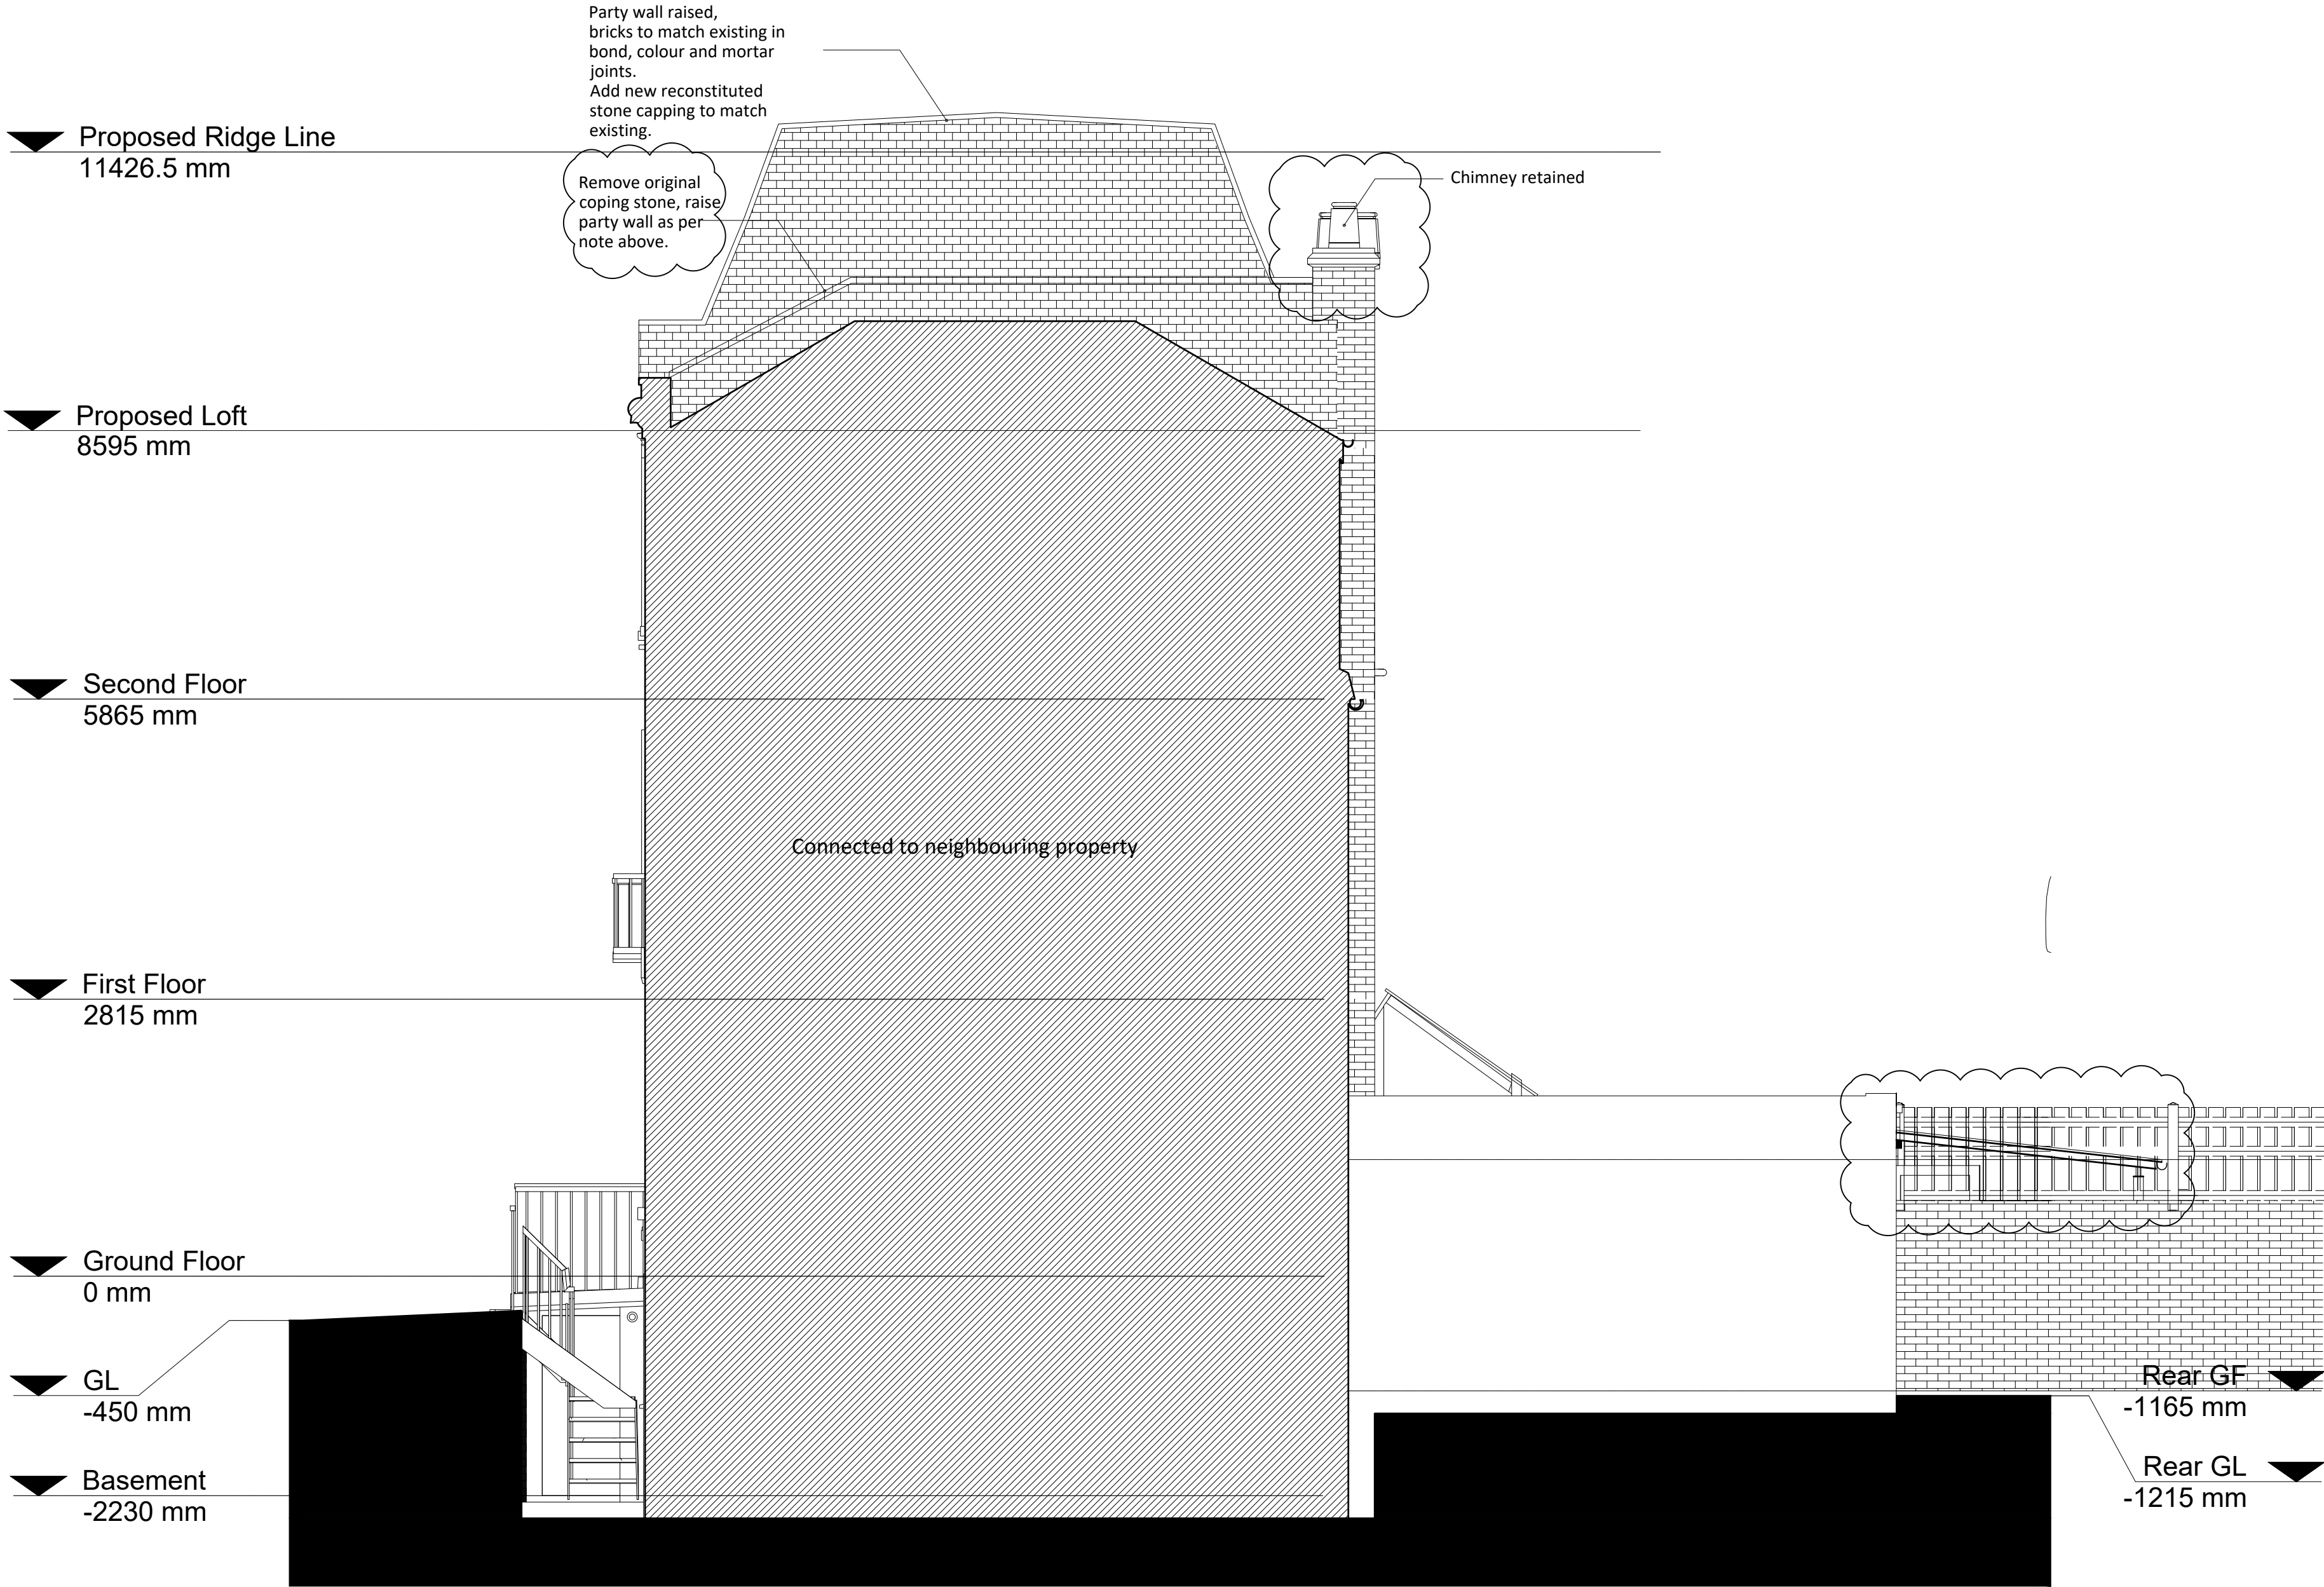 Party wall raised,
bricks to match existing in
bond, colour and mortar
joints.
Add new reconstituted
stone capping to match
existing.
Proposed Ridge Line
11426.5 mm
Remove original
coping stone, raise
party wall as per
note above.
Chimney retained
Proposed Loft
8595 mm
Second Floor
5865 mm
Connected to neighbouring property
First Floor
2815 mm
Ground Floor
0 mm
GL
-450 mm
Rear GF
-1165 mm
Basement
-2230 mm
Rear GL
-1215 mm